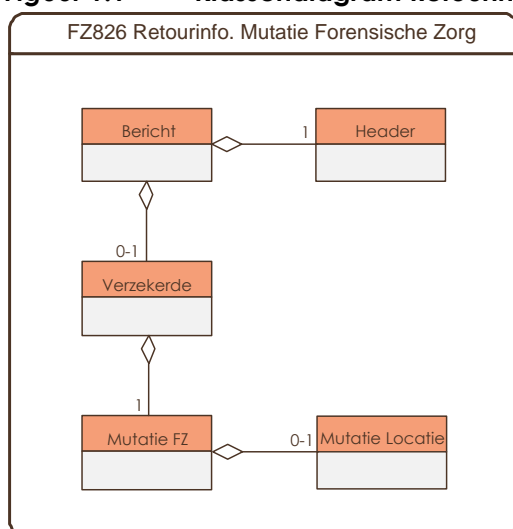 FZ826 Retourinfo. Mutatie Forensische Zorg
Bericht
1
Header
0-1
Verzekerde
1
Mutatie FZ
0-1
Mutatie Locatie